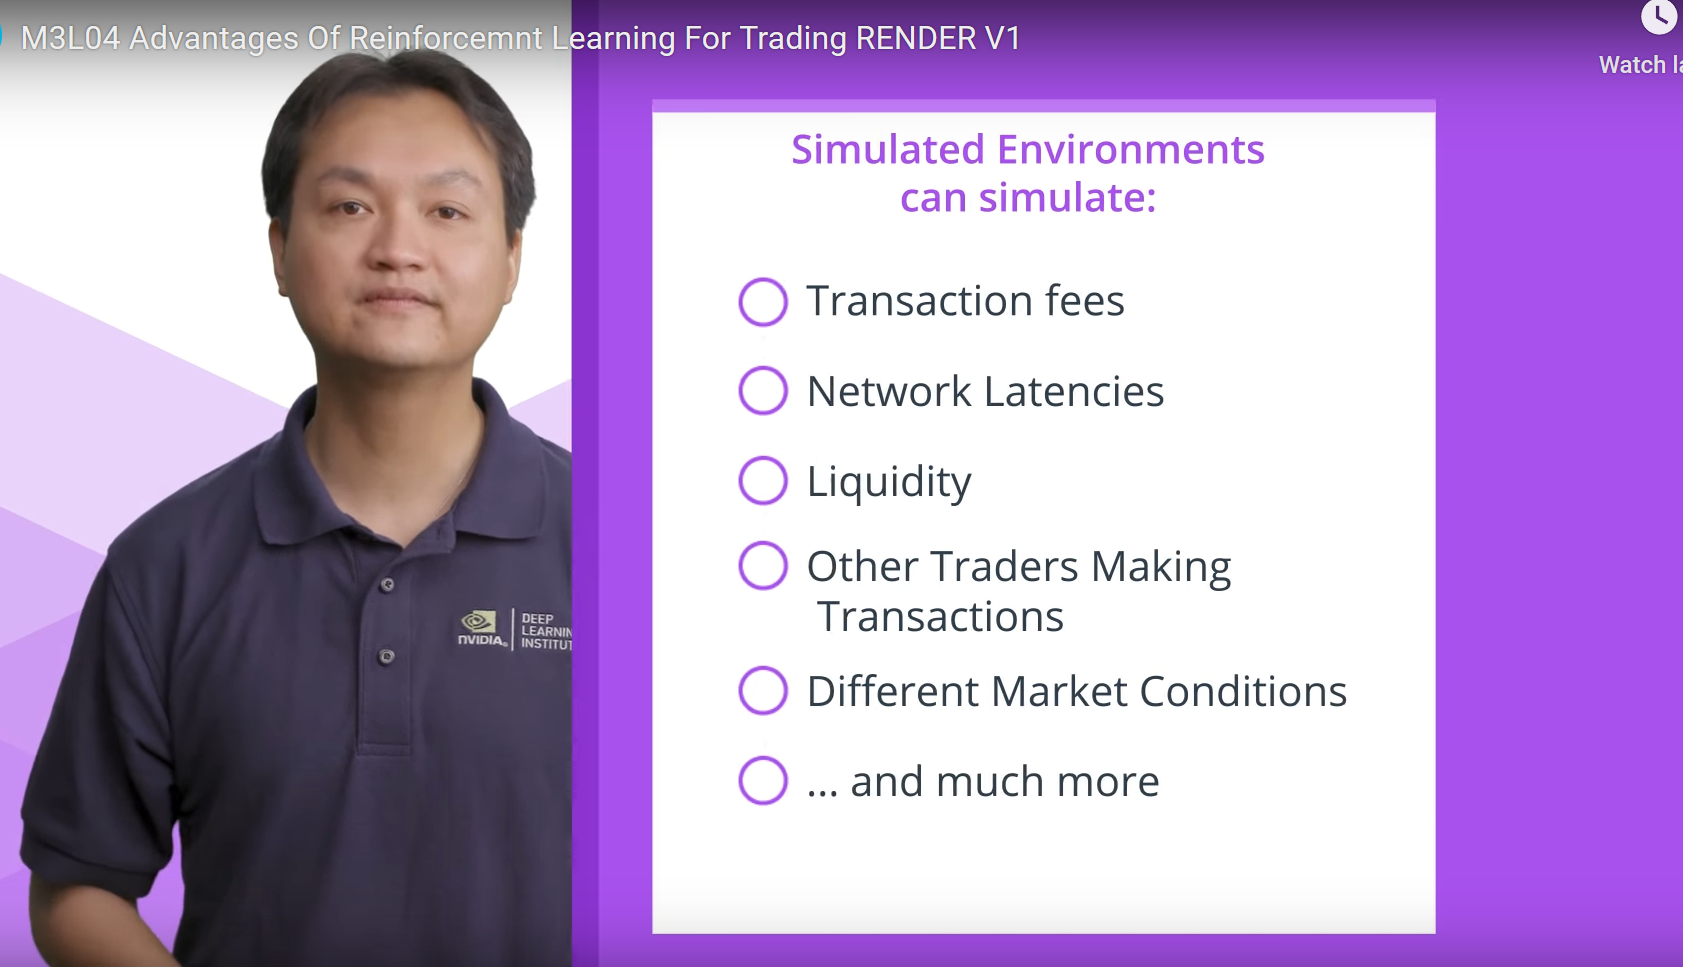 M3L04 Advantages Of Reinforcemnt Learning For Trading RENDER V1
Watch la
Simulated Environments
can simulate:
Transaction fees
Network Latencies
Liquidity
Other Traders Making
Transactions
Different Market Conditions
... and much more
DEEP
LEARNIN
NVIDIA. INSTITUT